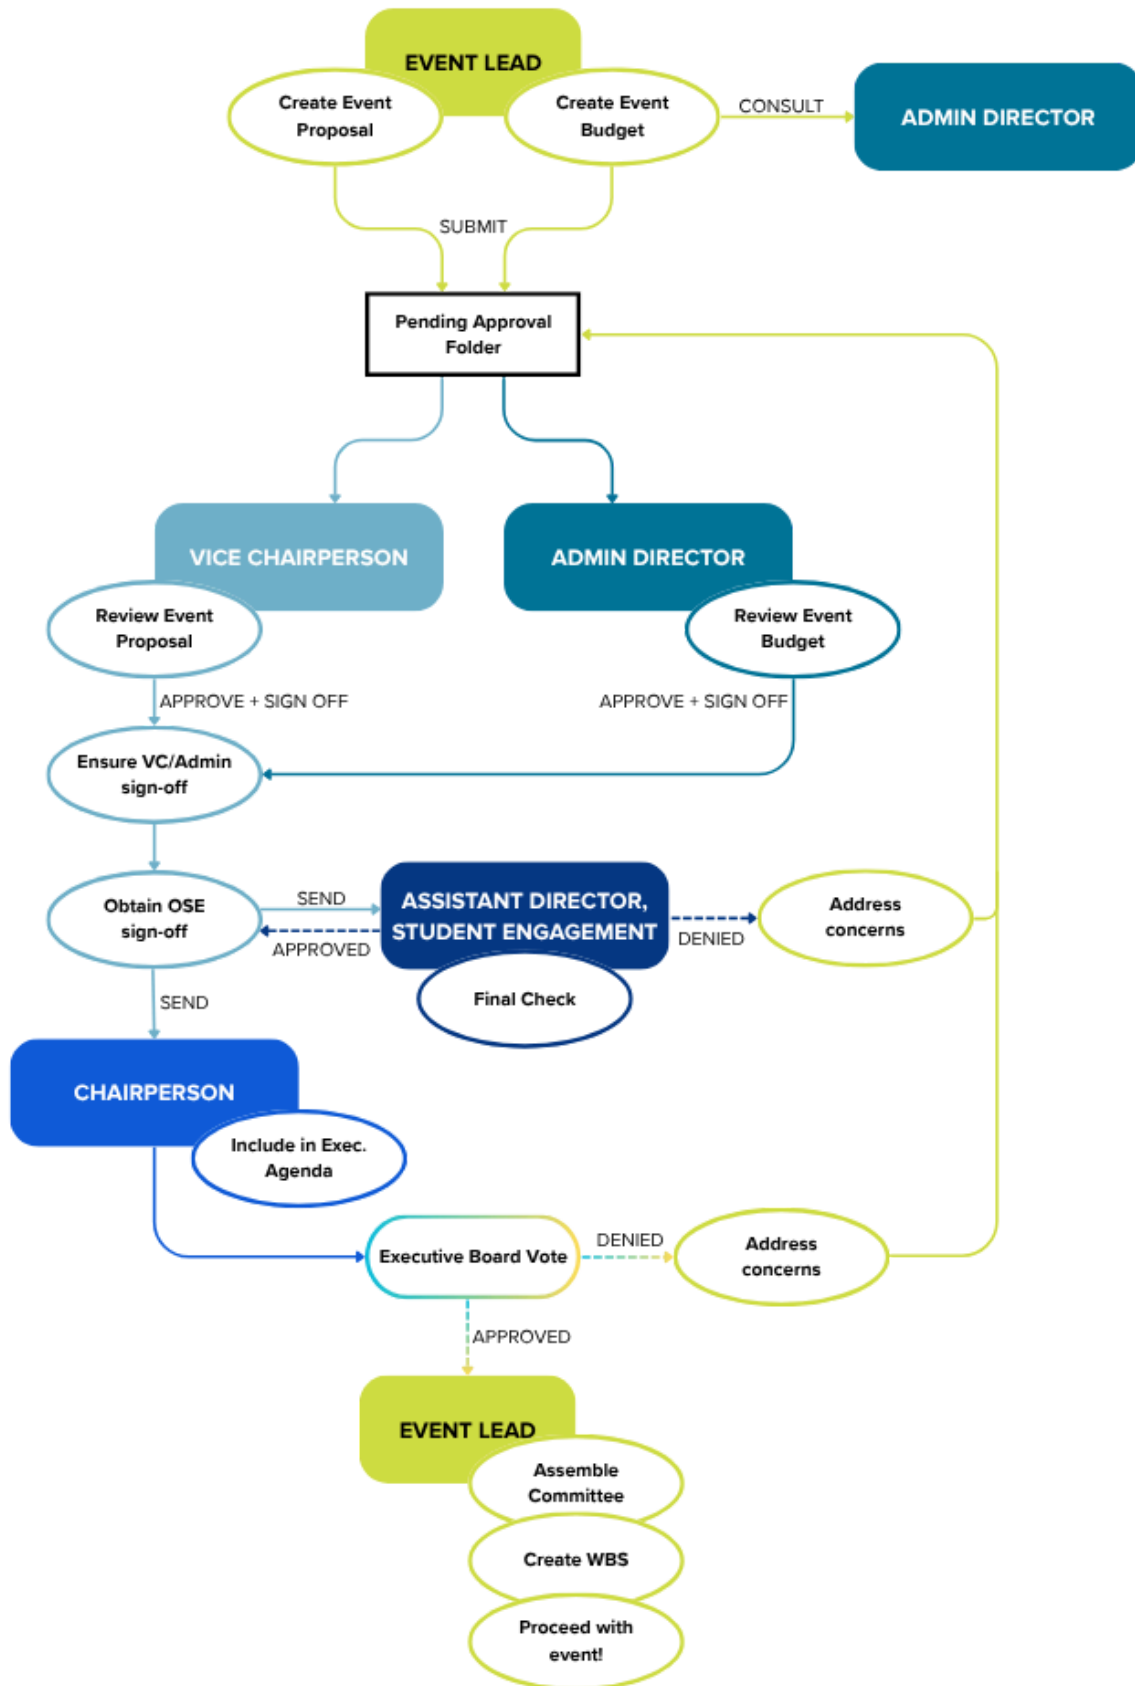 EVENT LEAD
Create Event
Proposal
Create Event
Budget
CONSULT
ADMIN DIRECTOR
SUBMIT
Pending Approval
Folder
VICE CHAIRPERSON
ADMIN DIRECTOR
Review Event
Proposal
Review Event
Budget
APPROVE + SIGN OFF
APPROVE + SIGN OFF
Ensure VC/Admin
sign-off
Obtain OSE
sign-off
SEND
APPROVED
ASSISTANT DIRECTOR,
STUDENT ENGAGEMENT
DENIED
Address
concerns
Final Check
SEND
CHAIRPERSON
Include in Exec.
Agenda
Executive Board Vote
DENIED
Address
concerns
APPROVED
EVENT LEAD
Assemble
Committee
Create WBS
Proceed with
event!